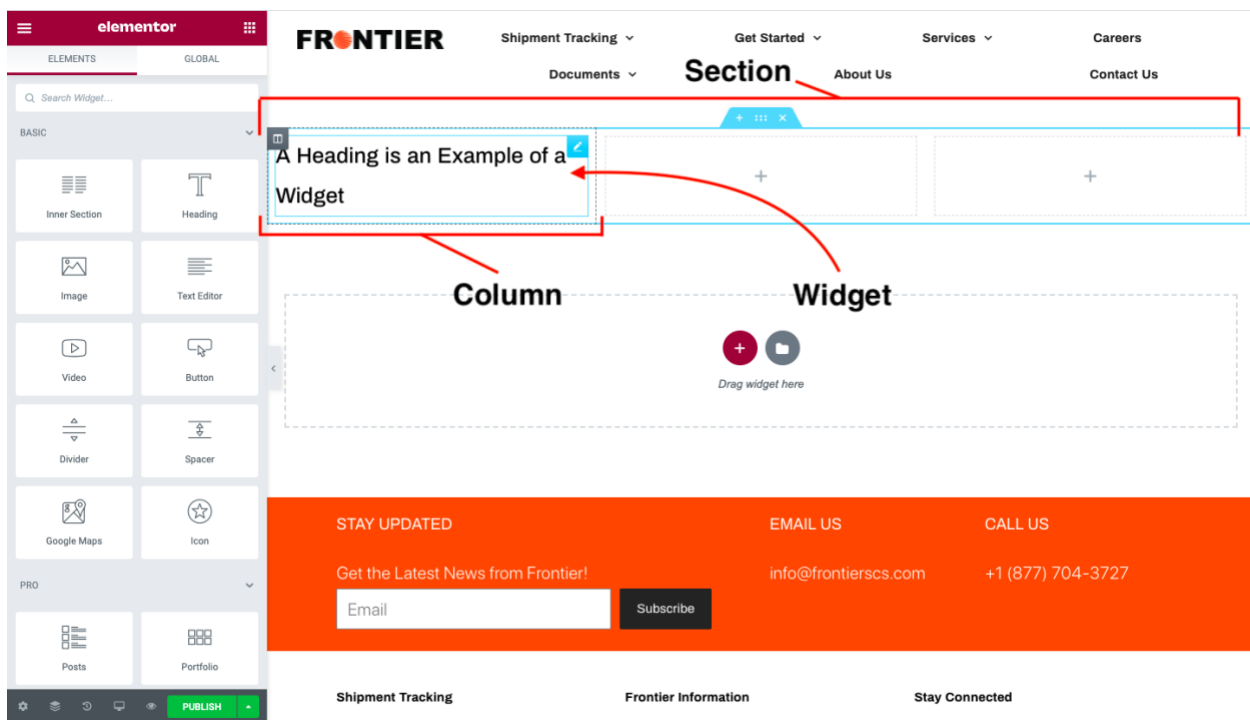 elementor
ELEMENTS GLOBAL
Search Widget...
BASIC
Inner Section Heading
Image Text Editor
Video Button
Divider Spacer
Google Maps Icon
PRO
Posts Portfolio
PUBLISH
FRONTIER
Shipment Tracking Get Started Services Careers
Documents About Us Contact Us
Section
A Heading is an Example of a
Widget
Column Widget
Drag widget here
STAY UPDATED EMAIL US CALL US
Get the Latest News from Frontier! info@frontierscs.com +1 (877) 704-3727
Email Subscribe
Shipment Tracking Frontier Information Stay Connected